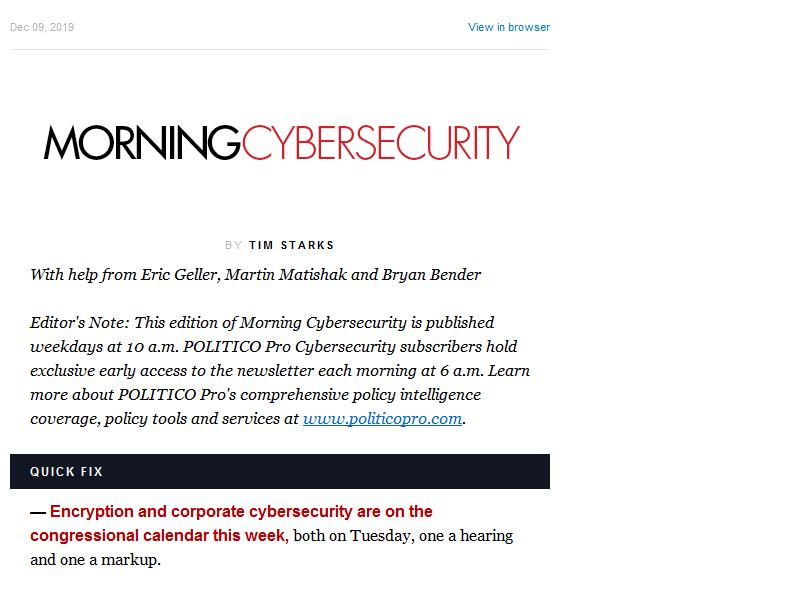 Dec 09, 2019
View in browser
MORNINGCYBERSECURITY
BY TIM STARKS
With help from Eric Geller, Martin Matishak and Bryan Bender
Editor's Note: This edition of Morning Cybersecurity is published
weekdays at 10 a.m. POLITICO Pro Cybersecurity subscribers hold
exclusive early access to the newsletter each morning at 6 a.m. Learn
more about POLITICO Pro's comprehensive policy intelligence
coverage, policy tools and services at www.politicopro.com.
QUICK FIX
— Encryption and corporate cybersecurity are on the
congressional calendar this week, both on Tuesday, one a hearing
and one a markup.